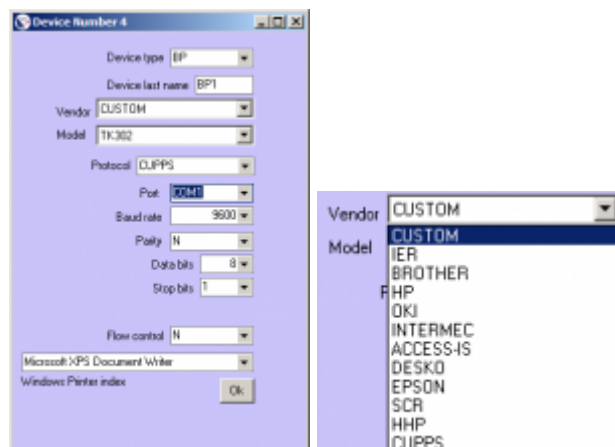 Device Number 4
Device type BP
Device last name BP1
Vendor CUSTOM
Model TK302
Protocol CUPPS
Port COM1
Baud rate 9600
Parity N
Data bits 8
Stop bits 1
Flow control N
Microsoft XPS Document Writer
Windows Printer index
Ok
Vendor CUSTOM
Model
CUSTOM
IER
BROTHER
HP
OKI
INTERMEC
ACCESS-IS
DESKO
EPSON
SCR
HHP
CUPPS